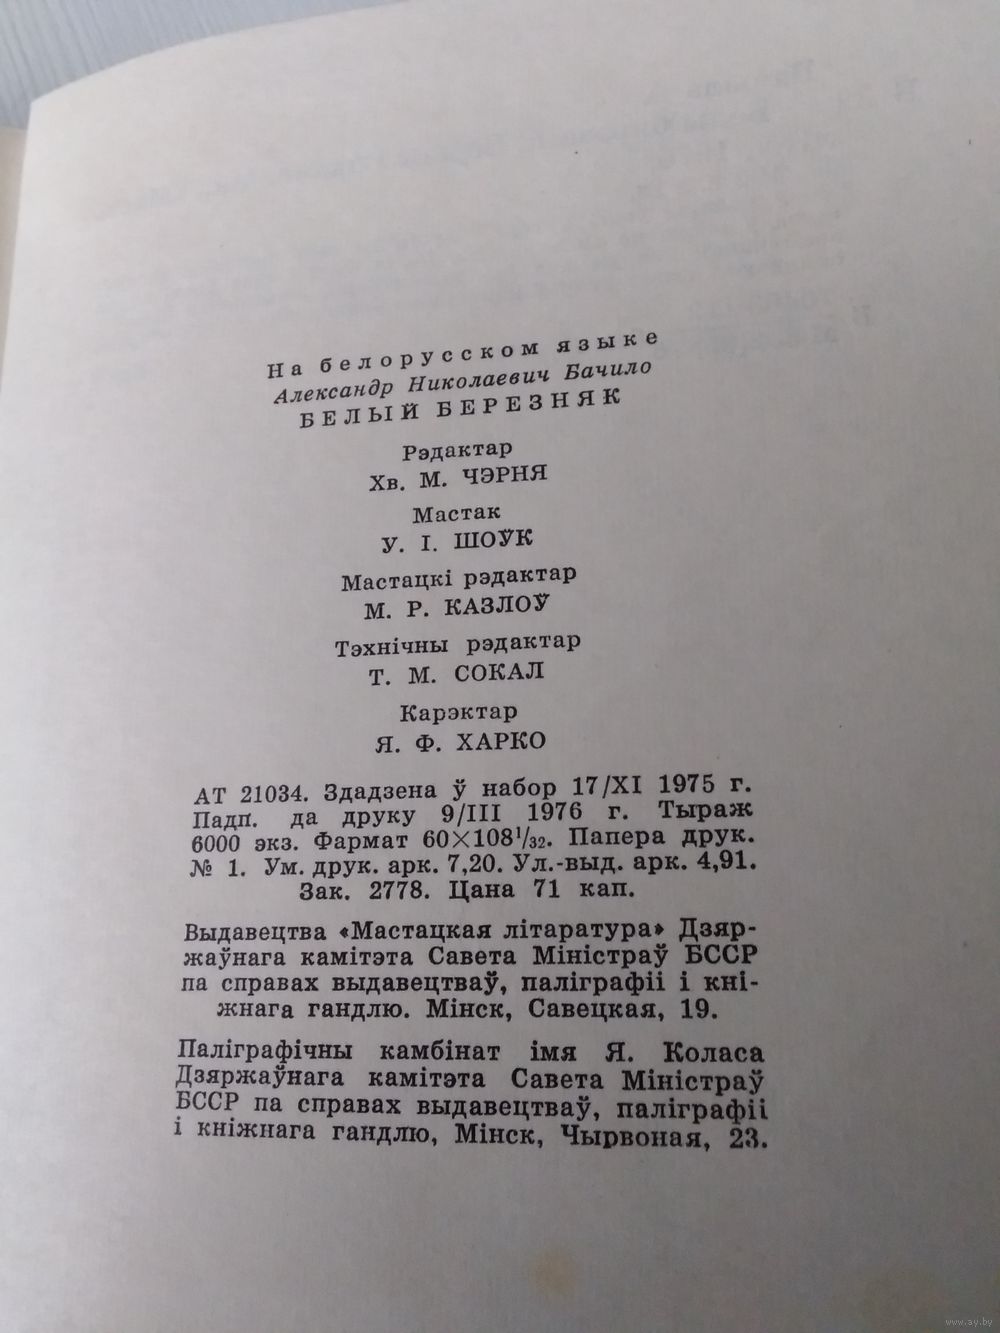 На белорусском языке
Александр Николаевич Бачило
БЕЛЫЙ БЕРЕЗНЯК
Рэдактар
Хв. М. ЧЭРНЯ
Мастак
У. І. ШОЎК
Мастацкі рэдактар
М. Р. КАЗЛОЎ
Тэхнічны рэдактар
Т. М. СОКАЛ
Карэктар
Я. Ф. ХАРКО
АТ 21034. Здадзена ў набор 17/XI 1975 г.
Падп. да друку 9/III 1976 г. Тыраж
6000 экз. Фармат 60×108¹/₃₂. Папера друк.
№ 1. Ум. друк. арк. 7,20. Ул.-выд. арк. 4,91.
Зак. 2778. Цана 71 кап.
Выдавецтва «Мастацкая літаратура» Дзяр-
жаўнага камітэта Савета Міністраў БССР
па справах выдавецтваў, паліграфіі і кні-
жнага гандлю. Мінск, Савецкая, 19.
Паліграфічны камбінат імя Я. Коласа
Дзяржаўнага камітэта Савета Міністраў
БССР па справах выдавецтваў, паліграфіі
і кніжнага гандлю, Мінск, Чырвоная, 23.
www.ay.by